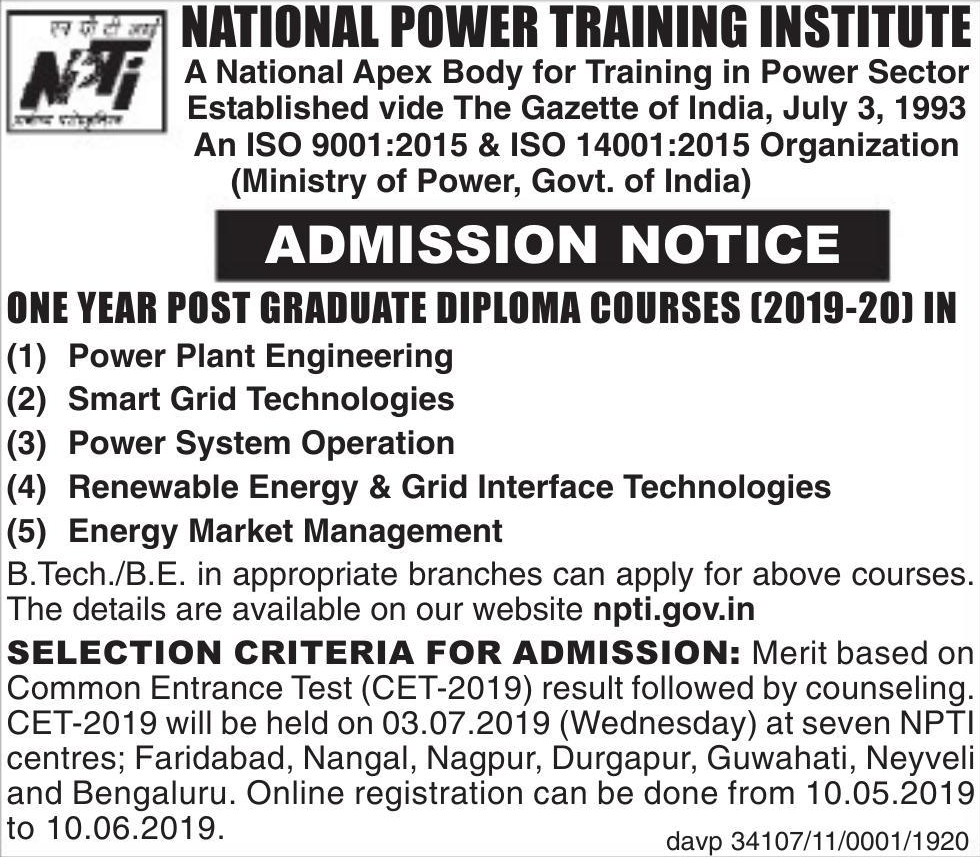 एन पी टी आई
NPTi
NATIONAL POWER TRAINING INSTITUTE
A National Apex Body for Training in Power Sector
Established vide The Gazette of India, July 3, 1993
An ISO 9001:2015 & ISO 14001:2015 Organization
(Ministry of Power, Govt. of India)
ADMISSION NOTICE
ONE YEAR POST GRADUATE DIPLOMA COURSES (2019-20) IN
(1) Power Plant Engineering
(2) Smart Grid Technologies
(3) Power System Operation
(4) Renewable Energy & Grid Interface Technologies
(5) Energy Market Management
B.Tech./B.E. in appropriate branches can apply for above courses.
The details are available on our website npti.gov.in
SELECTION CRITERIA FOR ADMISSION: Merit based on
Common Entrance Test (CET-2019) result followed by counseling.
CET-2019 will be held on 03.07.2019 (Wednesday) at seven NPTI
centres; Faridabad, Nangal, Nagpur, Durgapur, Guwahati, Neyveli
and Bengaluru. Online registration can be done from 10.05.2019
to 10.06.2019.
davp 34107/11/0001/1920